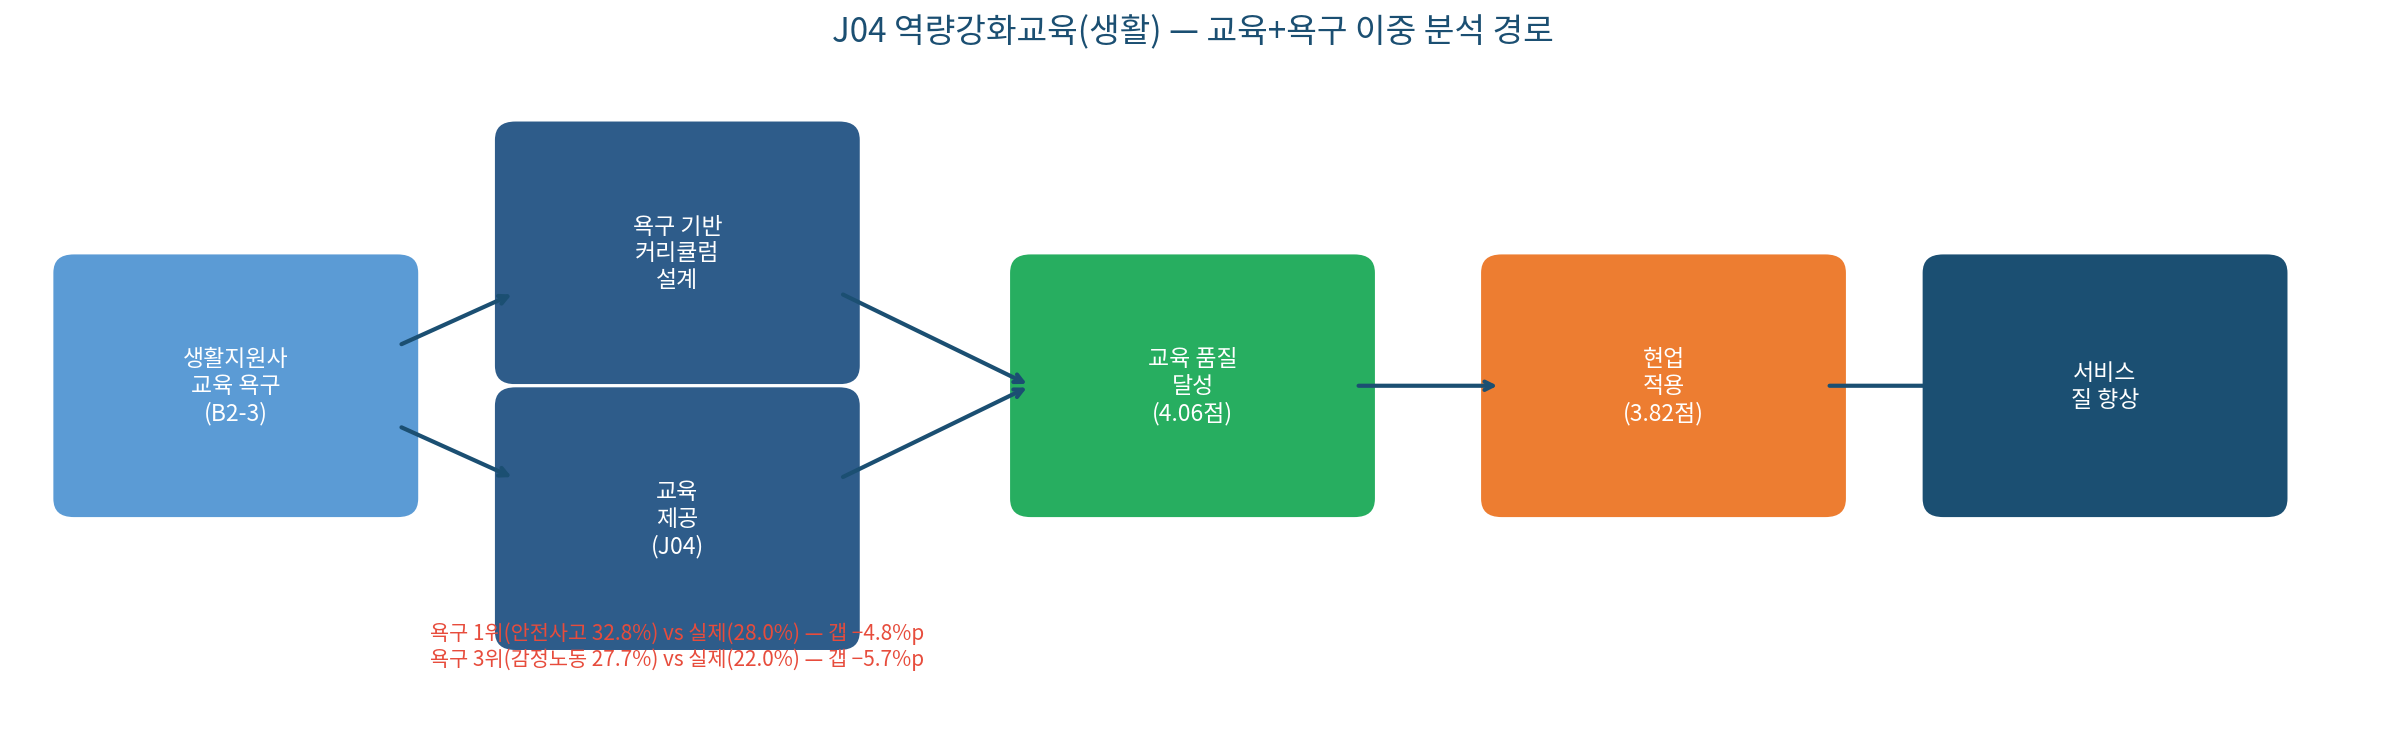 J04 역량강화교육(생활) — 교육+욕구 이중 분석 경로
생활지원사
교육 욕구
(B2-3)
욕구 기반
커리큘럼
설계
교육
제공
(J04)
욕구 1위(안전사고 32.8%) vs 실제(28.0%) — 갭 −4.8%p
욕구 3위(감정노동 27.7%) vs 실제(22.0%) — 갭 −5.7%p
교육 품질
달성
(4.06점)
현업
적용
(3.82점)
서비스
질 향상